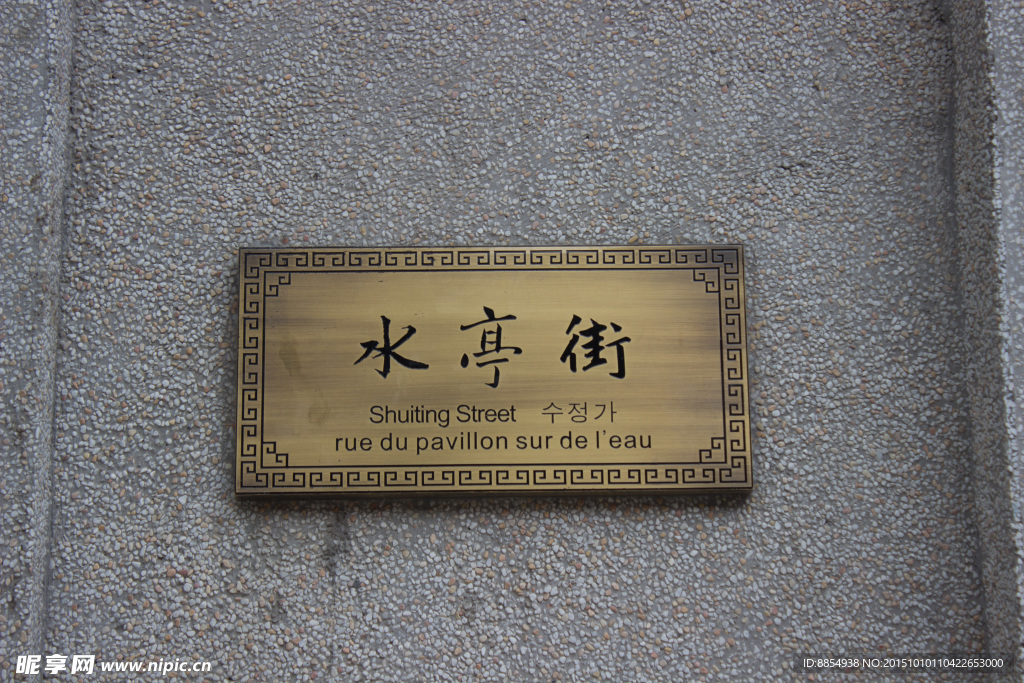 水亭街
Shuiting Street 수정가
rue du pavillon sur de l'eau
昵享网 www.nipic.cn
ID:8854938 NO:20151010110422653000